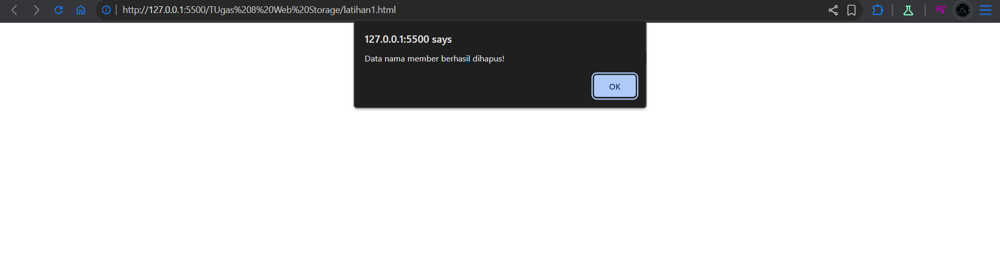 http://127.0.0.1:5500/TUgas%208%20Web%20Storage/latihan1.html
127.0.0.1:5500 says
Data nama member berhasil dihapus!
OK